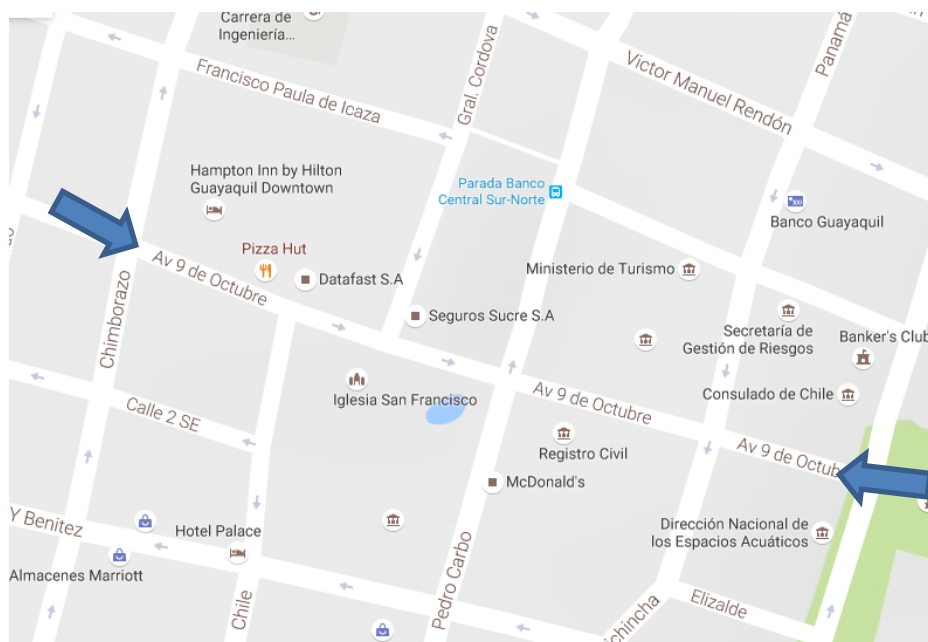 Carrera de
Ingeniería...
Francisco Paula de Icaza
Gral. Cordova
Victor Manuel Rendón
Panamá
Hampton Inn by Hilton
Guayaquil Downtown
Parada Banco
Central Sur-Norte
Banco Guayaquil
Pizza Hut
Av 9 de Octubre
Datafast S.A
Ministerio de Turismo
Seguros Sucre S.A
Secretaría de
Gestión de Riesgos
Banker's Club
Chimborazo
Iglesia San Francisco
Av 9 de Octubre
Consulado de Chile
Calle 2 SE
Registro Civil
Av 9 de Octub
McDonald's
Y Benitez
Hotel Palace
Dirección Nacional de
los Espacios Acuáticos
Almacenes Marriott
Pedro Carbo
Chile
ichincha
Elizalde